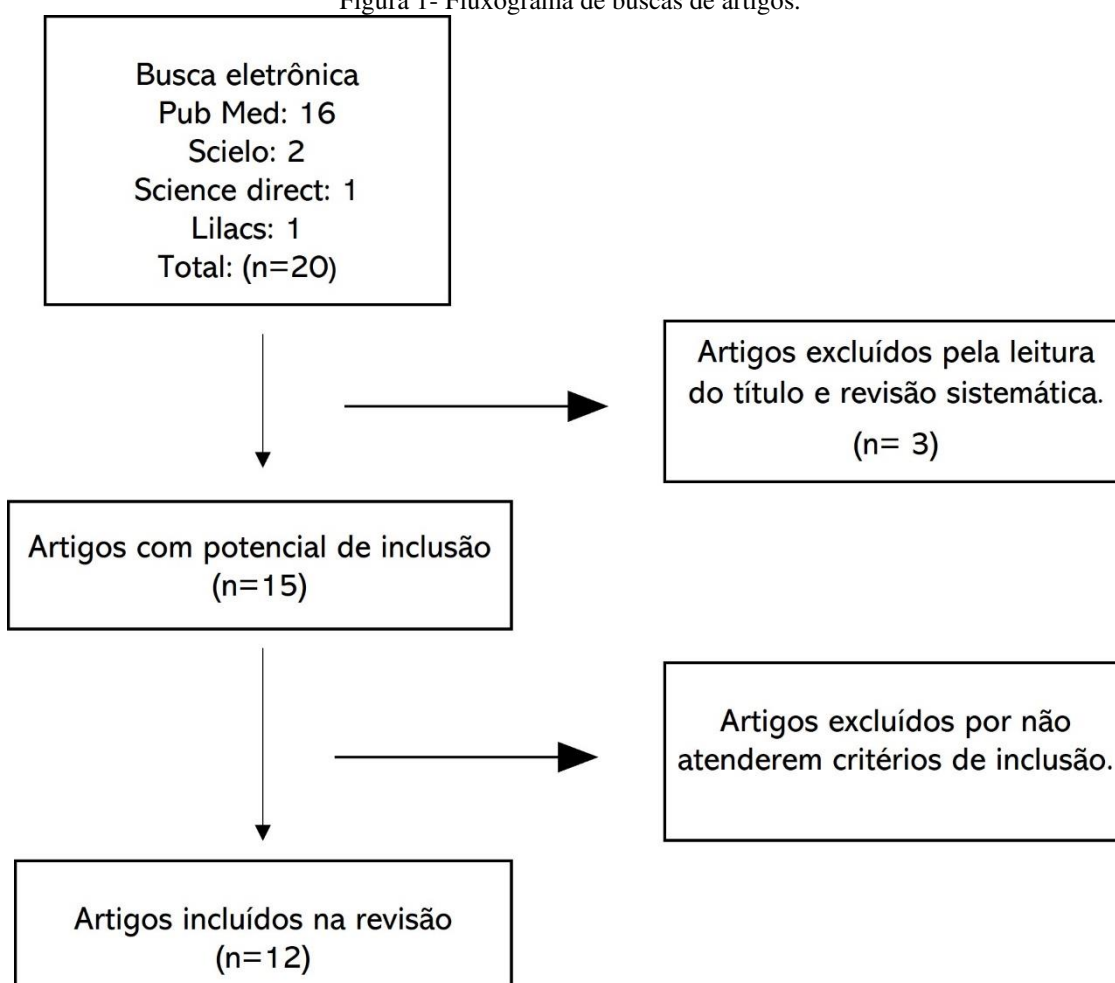 Figura 1- Fluxograma de buscas de artigos.
Busca eletrônica
Pub Med: 16
Scielo: 2
Science direct: 1
Lilacs: 1
Total: (n=20)
Artigos excluídos pela leitura
do título e revisão sistemática.
(n= 3)
Artigos com potencial de inclusão
(n=15)
Artigos excluídos por não
atenderem critérios de inclusão.
Artigos incluídos na revisão
(n=12)